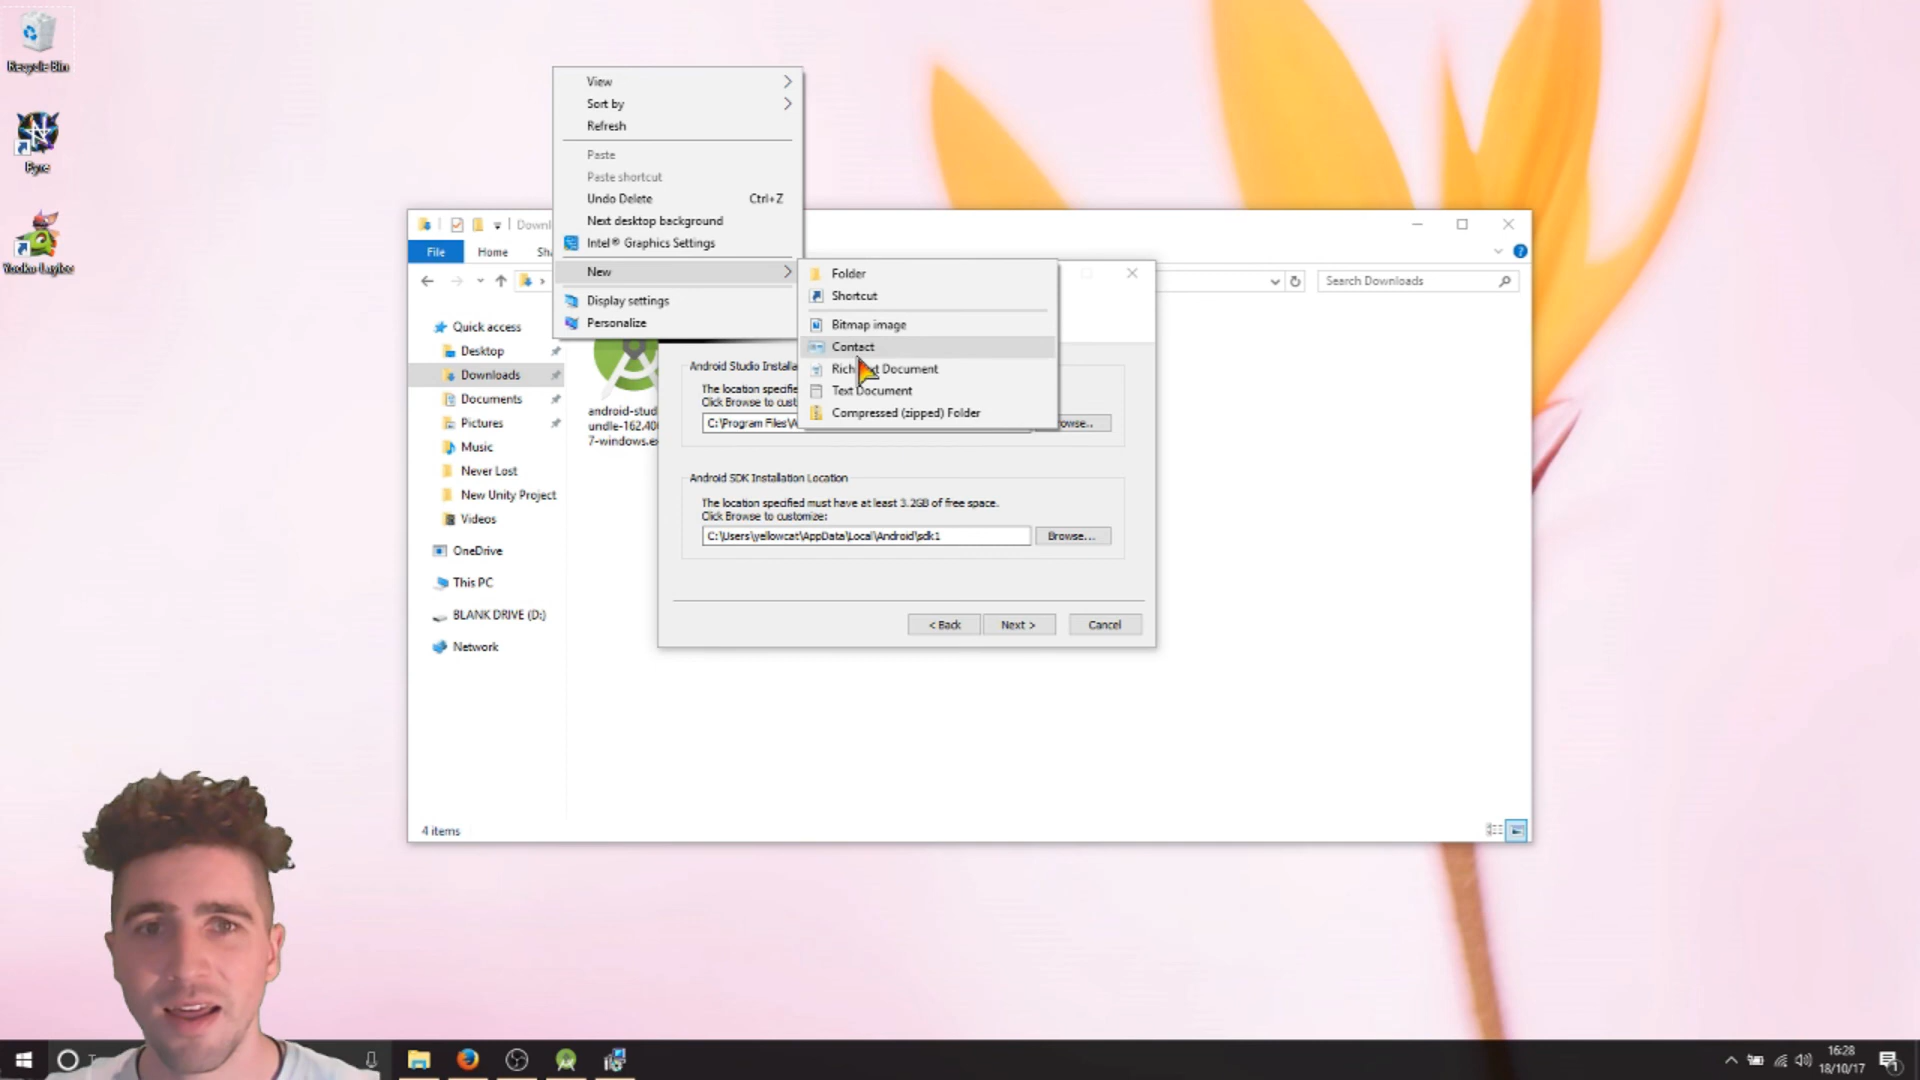 Recycle Bin
Pyre
Yooka-Laylee
View
Sort by
Refresh
Paste
Paste shortcut
Undo Delete Ctrl+Z
Next desktop background
Intel® Graphics Settings
New
Display settings
Personalize
Folder
Shortcut
Bitmap image
Contact
Rich Document
Text Document
Compressed (zipped) Folder
File
Home
Search Downloads
Quick access
Desktop
Downloads
Documents
Pictures
Music
Never Lost
New Unity Project
Videos
OneDrive
This PC
BLANK DRIVE (D:)
Network
4 items
android-stud
undle-162.40
7-windows.ex
Android Studio Installa
The location specifie
Click Browse to cust
C:\Program Files\A
Android SDK Installation Location
The location specified must have at least 3.2GB of free space.
Click Browse to customize:
C:\Users\yellowcat\AppData\Local\Android\sdk1
Browse...
< Back
Next >
Cancel
16:28
18/10/17